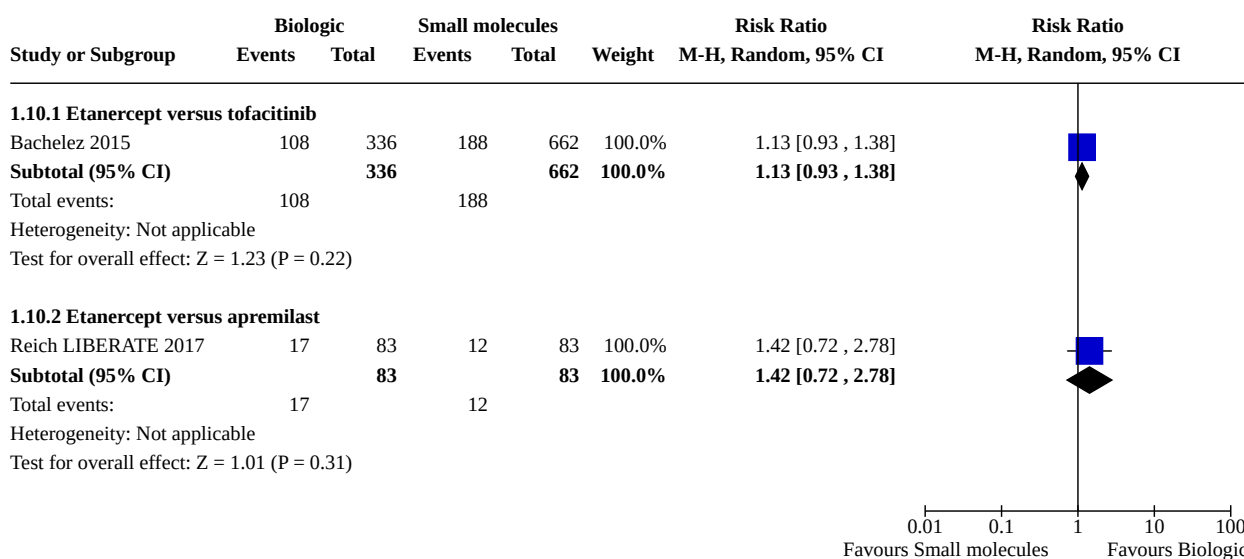 Biologic Small molecules Risk Ratio Risk Ratio
Study or Subgroup Events Total Events Total Weight M-H, Random, 95% CI M-H, Random, 95% CI
1.10.1 Etanercept versus tofacitinib
Bachelez 2015 108 336 188 662 100.0% 1.13 [0.93 , 1.38]
Subtotal (95% CI) 336 662 100.0% 1.13 [0.93 , 1.38]
Total events: 108 188
Heterogeneity: Not applicable
Test for overall effect: Z = 1.23 (P = 0.22)
1.10.2 Etanercept versus apremilast
Reich LIBERATE 2017 17 83 12 83 100.0% 1.42 [0.72 , 2.78]
Subtotal (95% CI) 83 83 100.0% 1.42 [0.72 , 2.78]
Total events: 17 12
Heterogeneity: Not applicable
Test for overall effect: Z = 1.01 (P = 0.31)
0.01 0.1 1 10 100
Favours Small molecules Favours Biologic